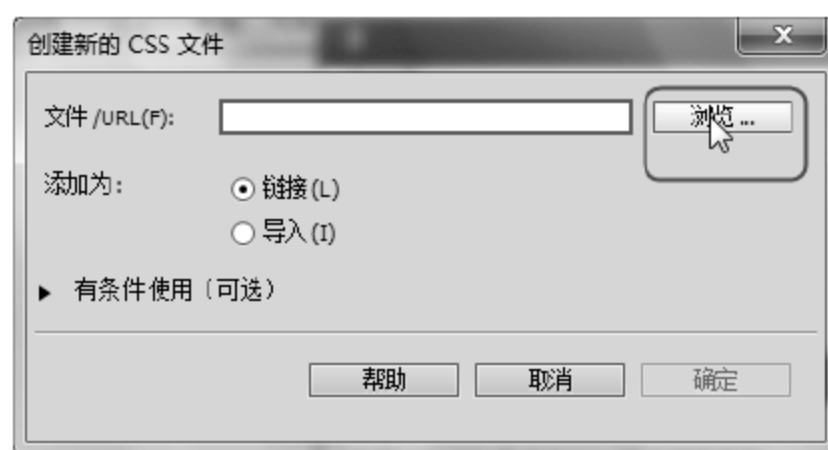 创建新的 CSS 文件
文件/URL(F): 浏览...
添加为: 链接(L)
导入(I)
有条件使用（可选）
帮助 取消 确定